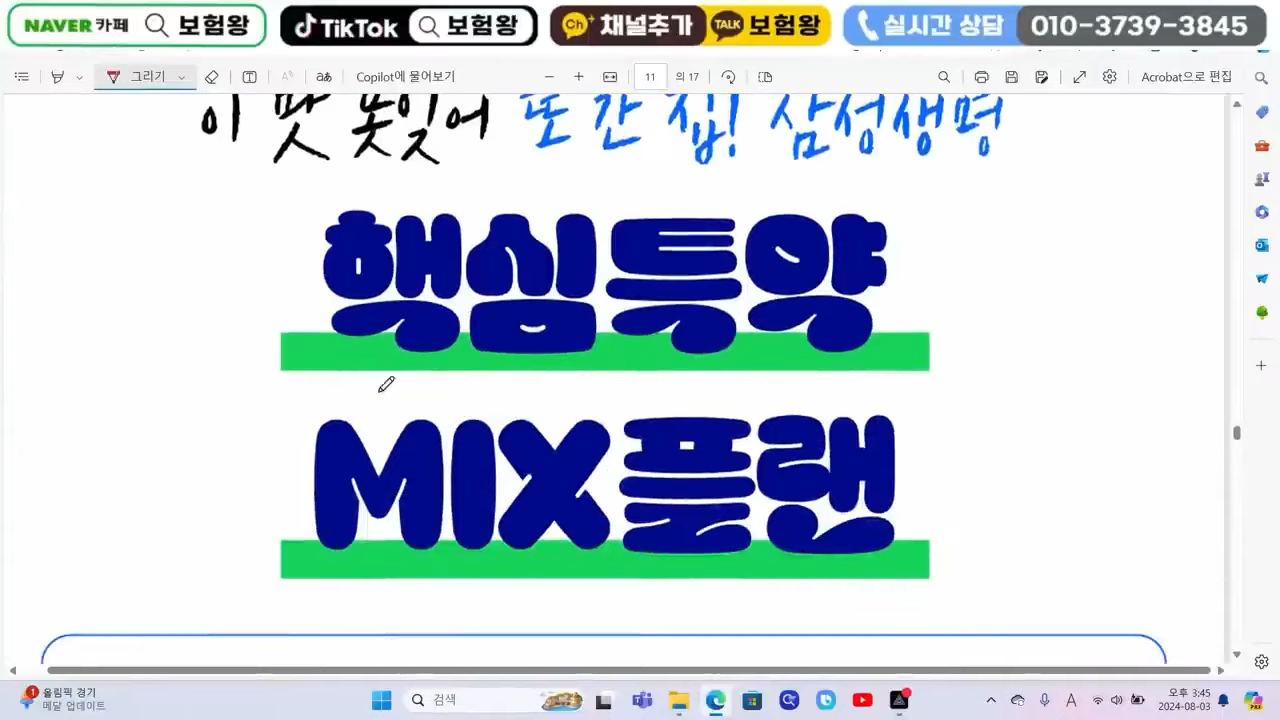 NAVER 카페 보험왕 TikTok 보험왕 Ch+ 채널추가 TALK 보험왕 실시간 상담 010-3739-3845
그리기 Copilot에 물어보기 11 의 17 Acrobat으로 편집
이 맛 못잊어 또 간 집! 삼성생명
핵심특약
MIX플랜
1 올림픽 경기
메달 업데이트
검색
A
오후 3:45
2024-08-03